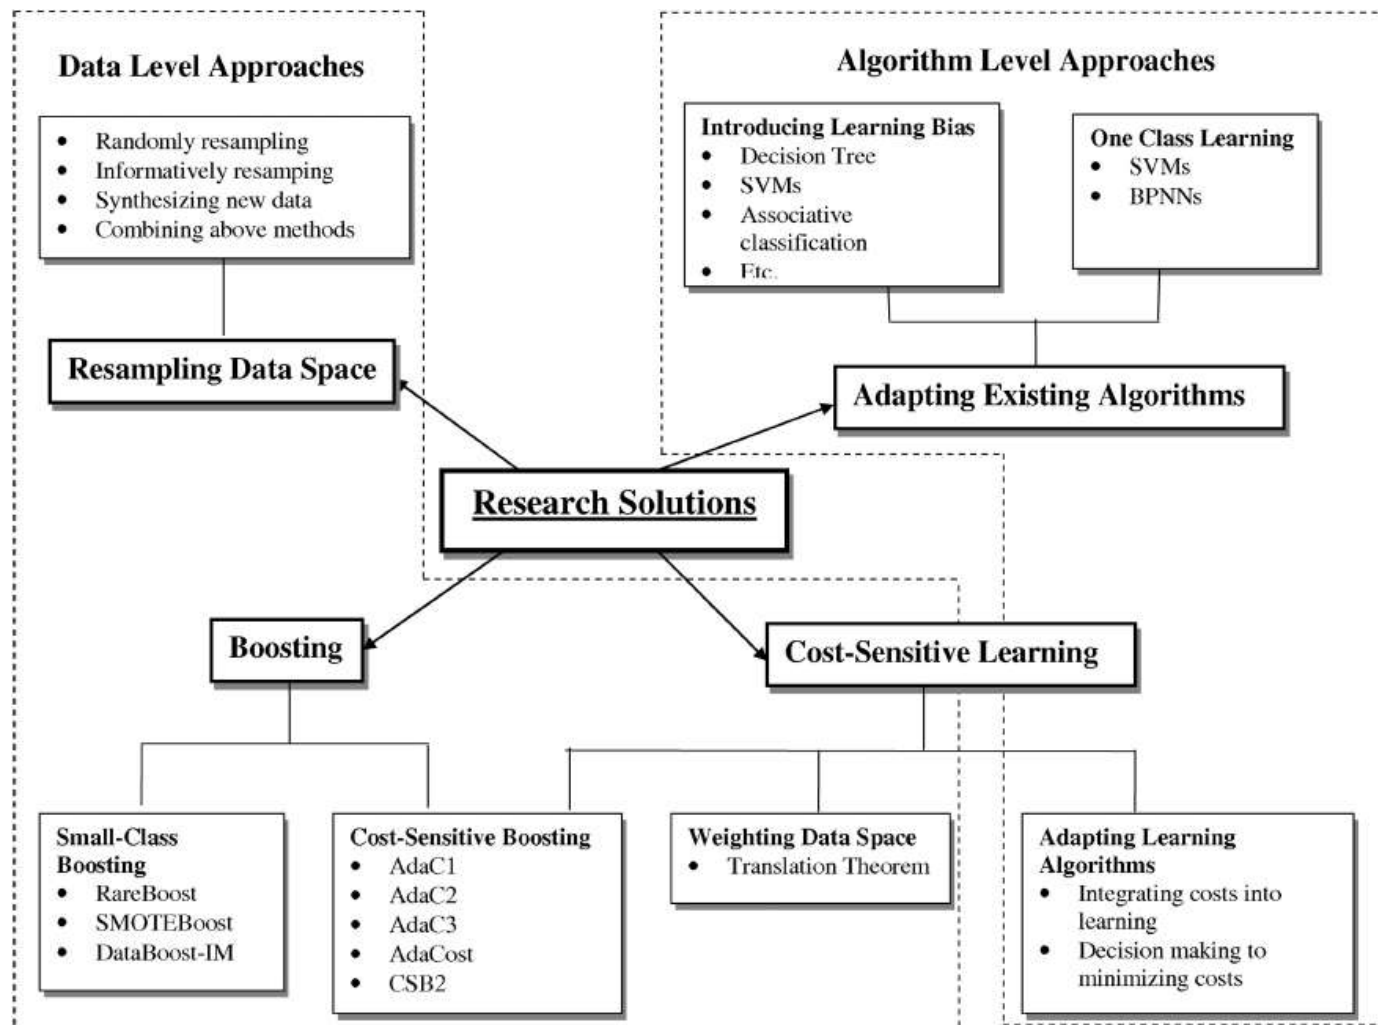 Data Level Approaches
Randomly resampling
Informatively resamping
Synthesizing new data
Combining above methods
Resampling Data Space
Algorithm Level Approaches
Introducing Learning Bias
Decision Tree
SVMs
Associative
classification
Etc.
One Class Learning
SVMs
BPNNs
Adapting Existing Algorithms
Research Solutions
Boosting
Cost-Sensitive Learning
Small-Class
Boosting
RareBoost
SMOTEBoost
DataBoost-IM
Cost-Sensitive Boosting
AdaC1
AdaC2
AdaC3
AdaCost
CSB2
Weighting Data Space
Translation Theorem
Adapting Learning
Algorithms
Integrating costs into
learning
Decision making to
minimizing costs